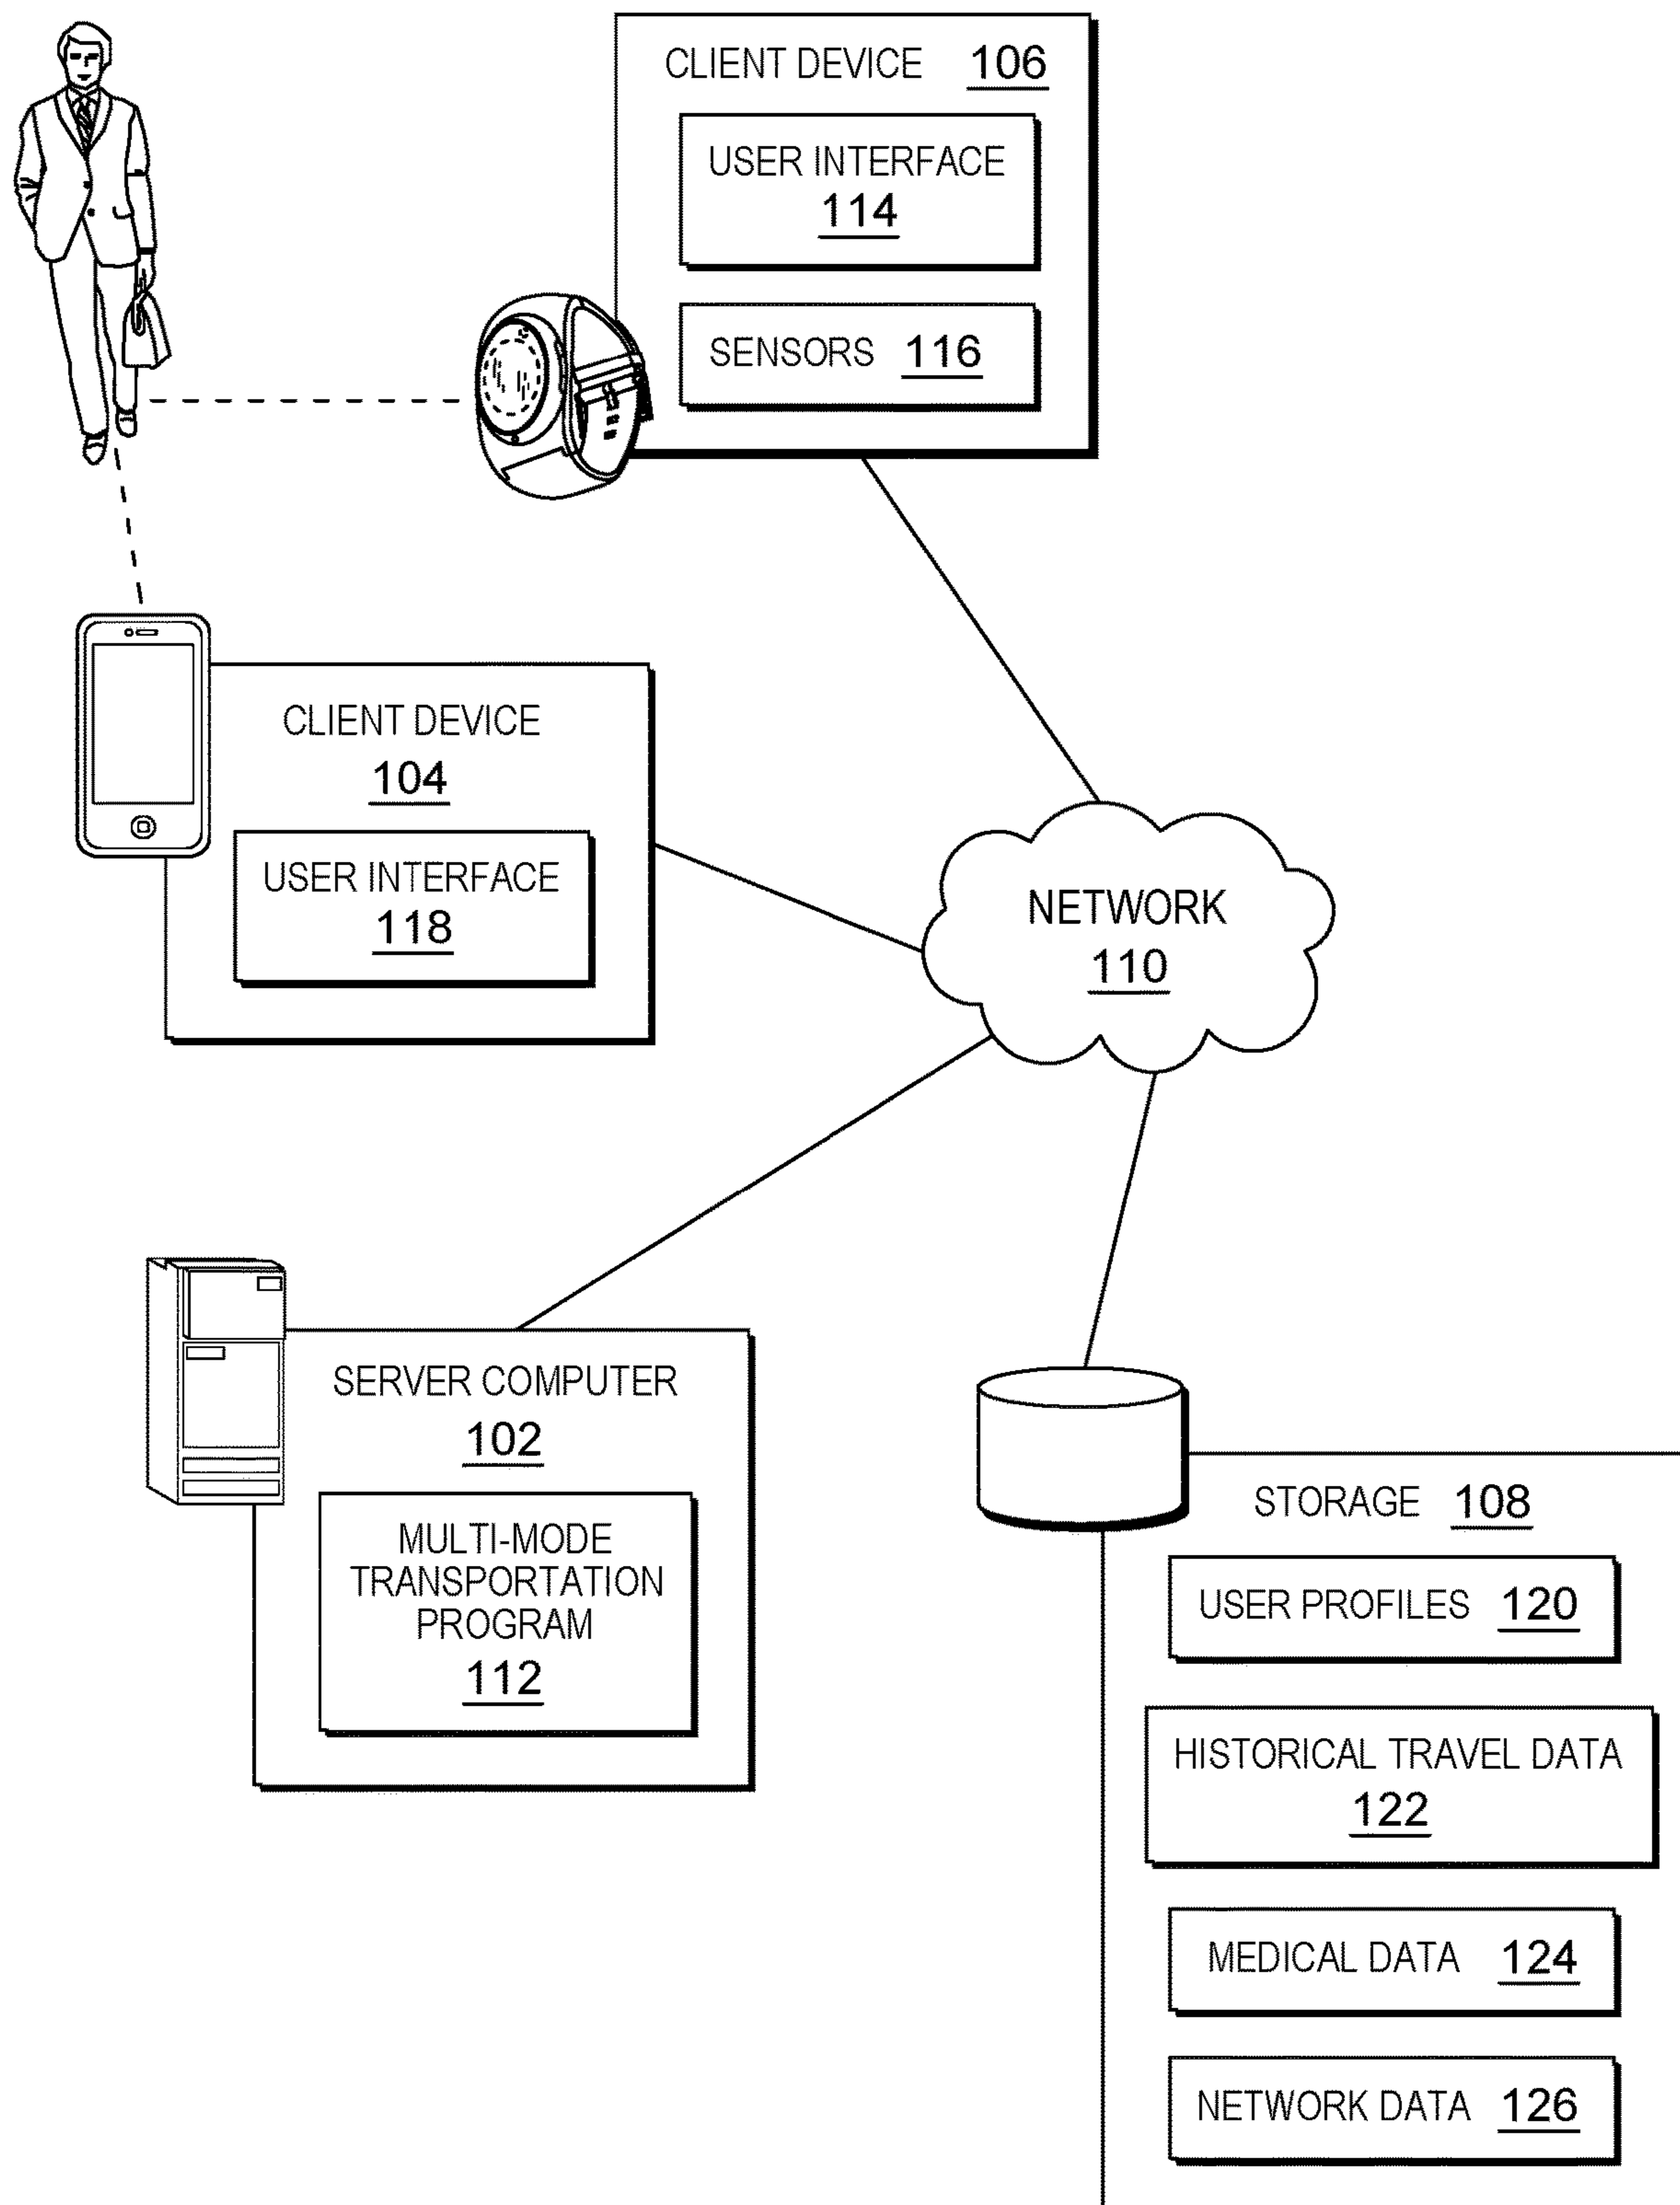 CLIENT DEVICE 106
USER INTERFACE
114
SENSORS 116
CLIENT DEVICE
104
USER INTERFACE
118
NETWORK
110
SERVER COMPUTER
102
MULTI-MODE
TRANSPORTATION
PROGRAM
112
STORAGE 108
USER PROFILES 120
HISTORICAL TRAVEL DATA
122
MEDICAL DATA 124
NETWORK DATA 126